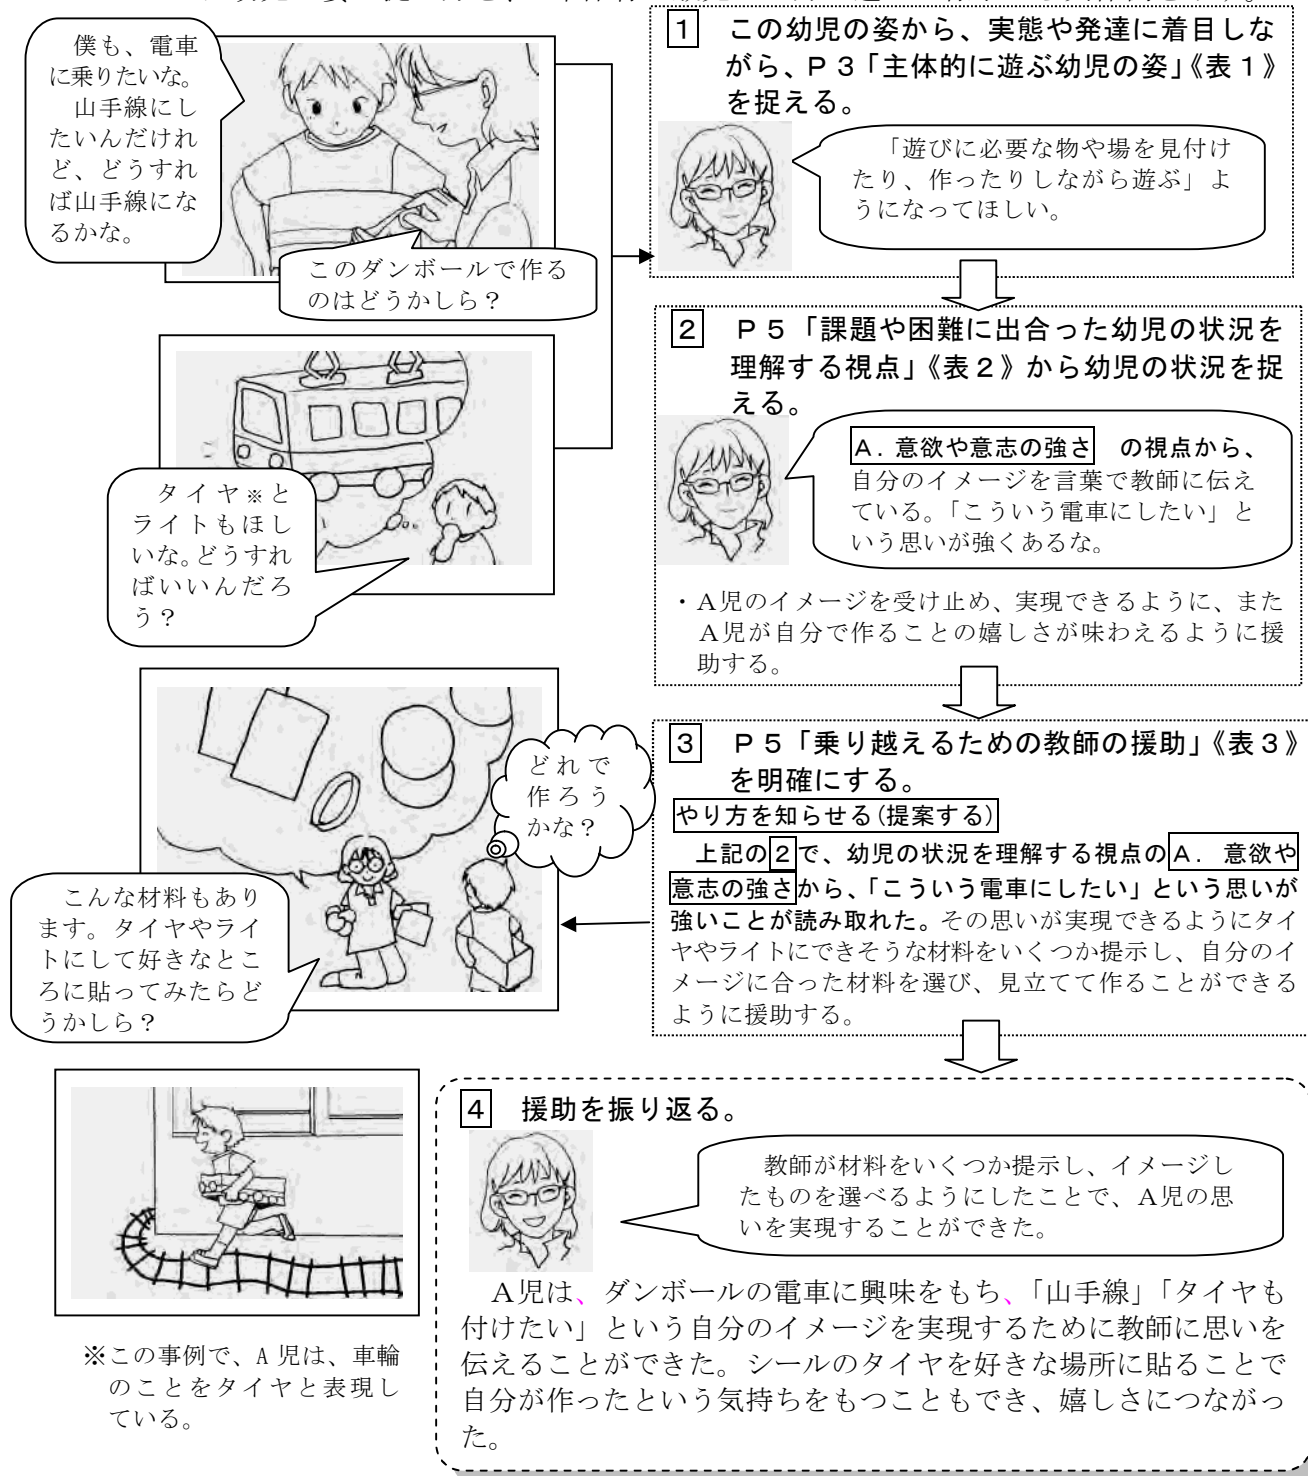 僕も、電車
に乗りたいな。
山手線にし
たいんだけれ
ど、どうすれ
ば山手線にな
るかな。
このダンボールで作る
のはどうかしら？
タイヤ※と
ライトもほし
いな。どうすれ
ばいいんだろ
う？
1 この幼児の姿から、実態や発達に着目しな
がら、Ｐ３「主体的に遊ぶ幼児の姿」《表１》
を捉える。
「遊びに必要な物や場を見付け
たり、作ったりしながら遊ぶ」よ
うになってほしい。
2 Ｐ５「課題や困難に出合った幼児の状況を
理解する視点」《表２》から幼児の状況を捉
える。
Ａ．意欲や意志の強さ の視点から、
自分のイメージを言葉で教師に伝え
ている。「こういう電車にしたい」と
いう思いが強くあるな。
・Ａ児のイメージを受け止め、実現できるように、また
Ａ児が自分で作ることの嬉しさが味わえるように援
助する。
3 Ｐ５「乗り越えるための教師の援助」《表３》
を明確にする。
やり方を知らせる(提案する)
上記の2で、幼児の状況を理解する視点のＡ．意欲や
意志の強さから、「こういう電車にしたい」という思いが
強いことが読み取れた。その思いが実現できるようにタイ
ヤやライトにできそうな材料をいくつか提示し、自分のイ
メージに合った材料を選び、見立てて作ることができる
ように援助する。
どれで
作ろう
かな？
こんな材料もあり
ます。タイヤやライ
トにして好きなとこ
ろに貼ってみたらど
うかしら？
4 援助を振り返る。
教師が材料をいくつか提示し、イメージし
たものを選べるようにしたことで、Ａ児の思
いを実現することができた。
Ａ児は、ダンボールの電車に興味をもち、「山手線」「タイヤも
付けたい」という自分のイメージを実現するために教師に思いを
伝えることができた。シールのタイヤを好きな場所に貼ることで
自分が作ったという気持ちをもつこともでき、嬉しさにつながっ
た。
※この事例で、A 児は、車輪
のことをタイヤと表現し
ている。